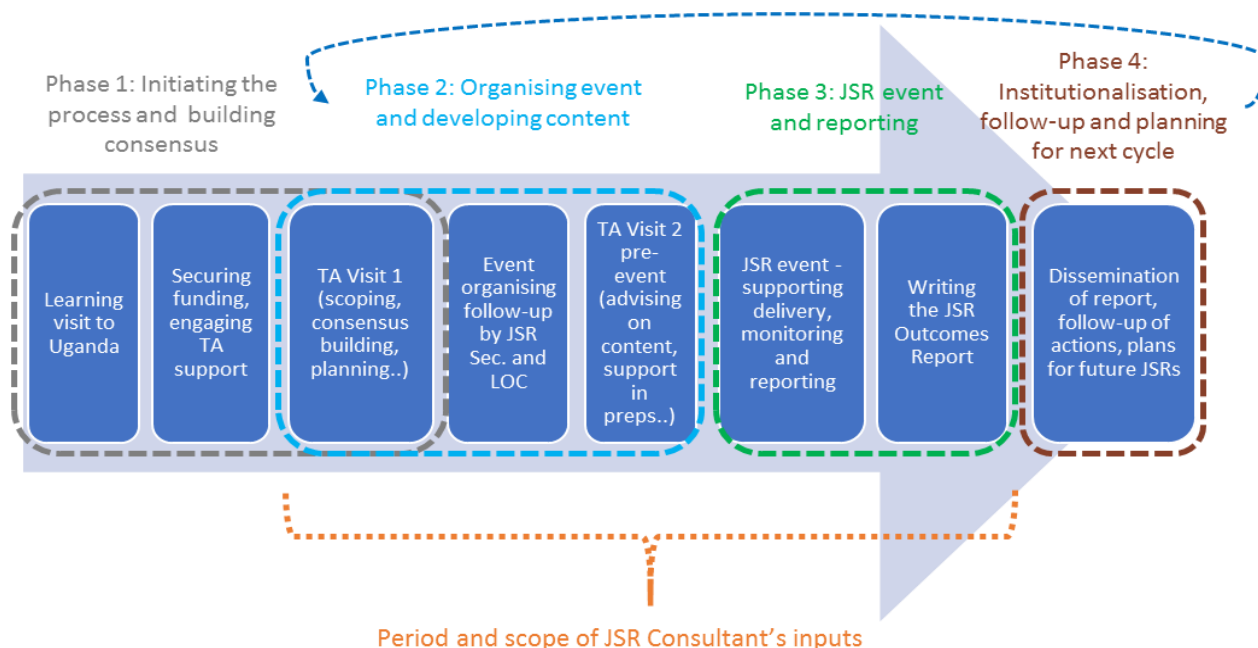 Phase 1: Initiating the
process and building
consensus
Phase 2: Organising event
and developing content
Phase 3: JSR event
and reporting
Phase 4:
Institutionalisation,
follow-up and planning
for next cycle
Learning
visit to
Uganda
Securing
funding,
engaging
TA
support
TA Visit 1
(scoping,
consensus
building,
planning..)
Event
organising
follow-up
by JSR
Sec. and
LOC
TA Visit 2
pre-
event
(advising
on
content,
support
in
preps..)
JSR event -
supporting
delivery,
monitoring
and
reporting
Writing
the JSR
Outcomes
Report
Dissemination
of report,
follow-up of
actions, plans
for future JSRs
Period and scope of JSR Consultant's inputs